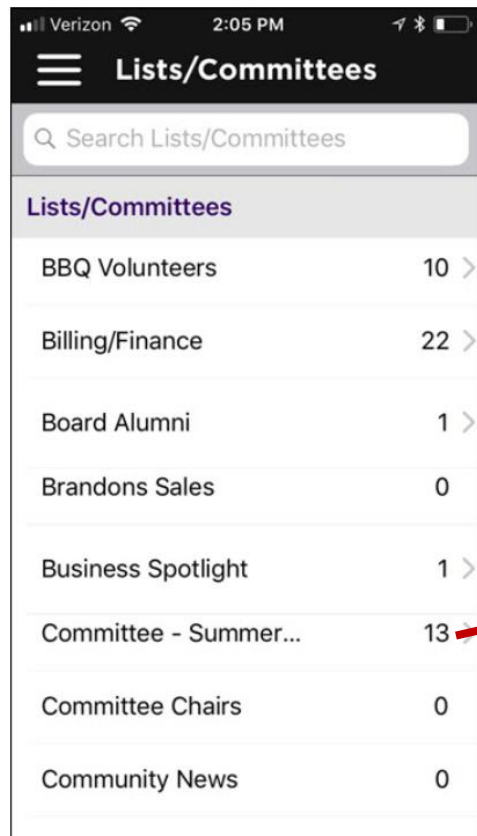 Verizon 2:05 PM
Lists/Committees
Search Lists/Committees
Lists/Committees
BBQ Volunteers 10
Billing/Finance 22
Board Alumni 1
Brandons Sales 0
Business Spotlight 1
Committee - Summer... 13
Committee Chairs 0
Community News 0